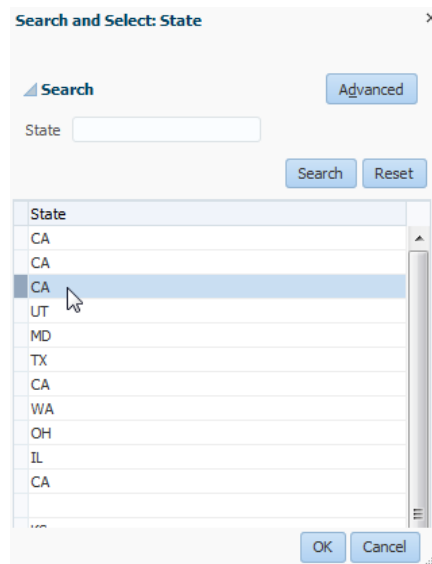 Search and Select: State
Search
Advanced
State
Search Reset
State
CA
CA
CA
UT
MD
TX
CA
WA
OH
IL
CA
OK Cancel